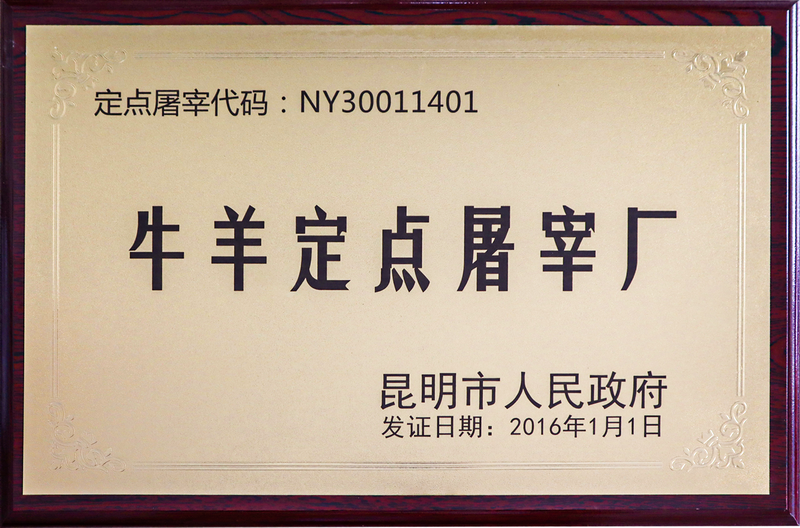 定点屠宰代码：NY30011401
牛羊定点屠宰厂
昆明市人民政府
发证日期：2016年1月1日